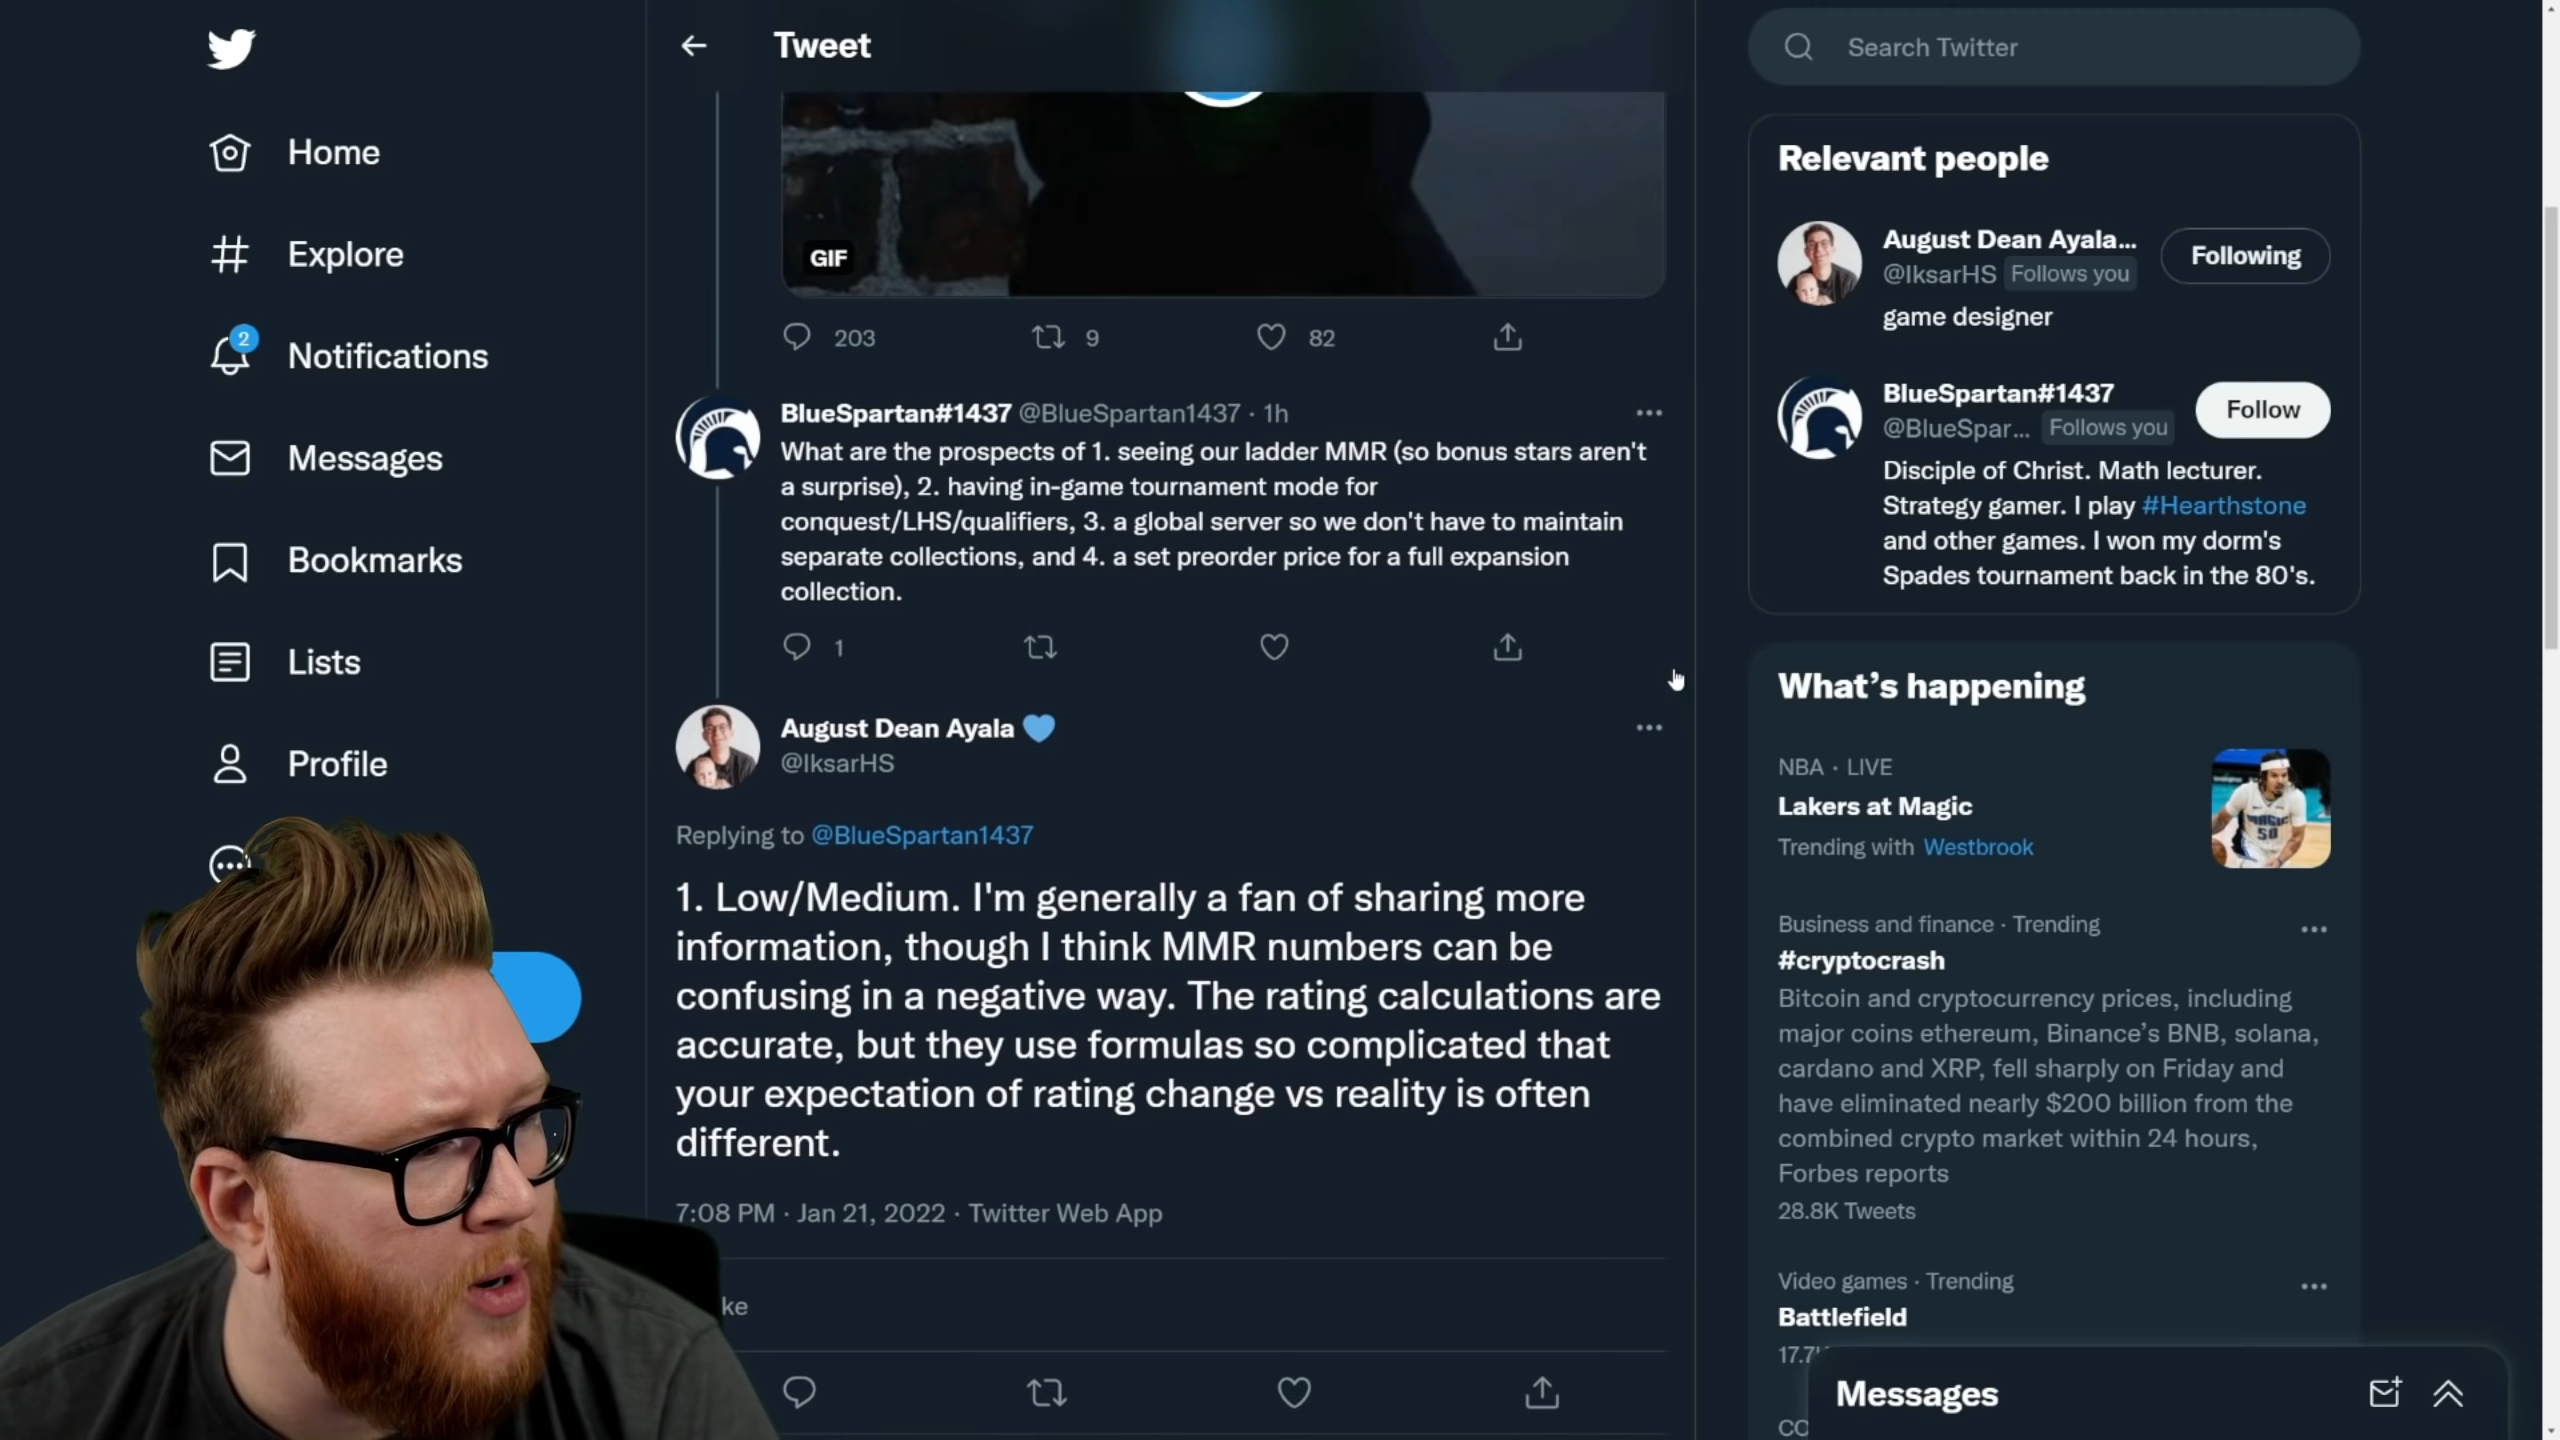 Home
Explore
2
Notifications
Messages
Bookmarks
Lists
Profile
Tweet
GIF
203
9
82
BlueSpartan#1437 @BlueSpartan1437 · 1h
What are the prospects of 1. seeing our ladder MMR (so bonus stars aren't
a surprise), 2. having in-game tournament mode for
conquest/LHS/qualifiers, 3. a global server so we don't have to maintain
separate collections, and 4. a set preorder price for a full expansion
collection.
1
August Dean Ayala
@IksarHS
Replying to @BlueSpartan1437
1. Low/Medium. I'm generally a fan of sharing more
information, though I think MMR numbers can be
confusing in a negative way. The rating calculations are
accurate, but they use formulas so complicated that
your expectation of rating change vs reality is often
different.
7:08 PM · Jan 21, 2022 · Twitter Web App
ke
Search Twitter
Relevant people
August Dean Ayala...
@IksarHS Follows you
Following
game designer
BlueSpartan#1437
@BlueSpar... Follows you
Follow
Disciple of Christ. Math lecturer.
Strategy gamer. I play #Hearthstone
and other games. I won my dorm's
Spades tournament back in the 80's.
What's happening
NBA · LIVE
Lakers at Magic
Trending with Westbrook
MAGIC
50
Business and finance · Trending
#cryptocrash
Bitcoin and cryptocurrency prices, including
major coins ethereum, Binance's BNB, solana,
cardano and XRP, fell sharply on Friday and
have eliminated nearly $200 billion from the
combined crypto market within 24 hours,
Forbes reports
28.8K Tweets
Video games · Trending
Battlefield
17.7
CO
Messages